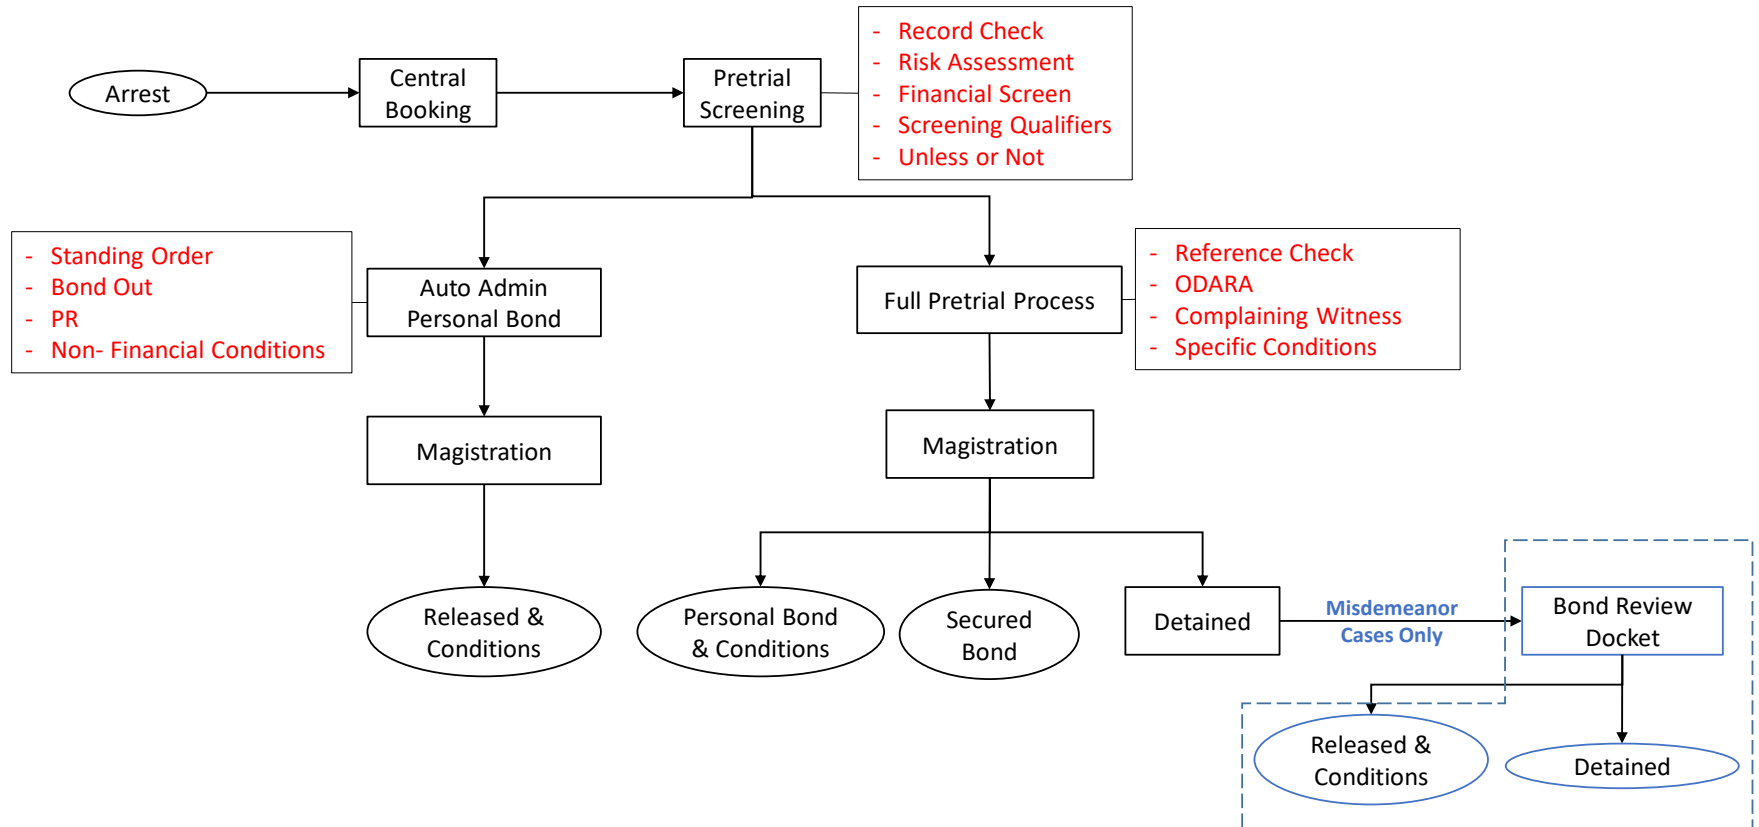 Arrest
Central
Booking
Pretrial
Screening
- Record Check
- Risk Assessment
- Financial Screen
- Screening Qualifiers
- Unless or Not
- Standing Order
- Bond Out
- PR
- Non- Financial Conditions
Auto Admin
Personal Bond
Full Pretrial Process
- Reference Check
- ODARA
- Complaining Witness
- Specific Conditions
Magistration
Magistration
Released &
Conditions
Personal Bond
& Conditions
Secured
Bond
Detained
Misdemeanor
Cases Only
Bond Review
Docket
Released &
Conditions
Detained